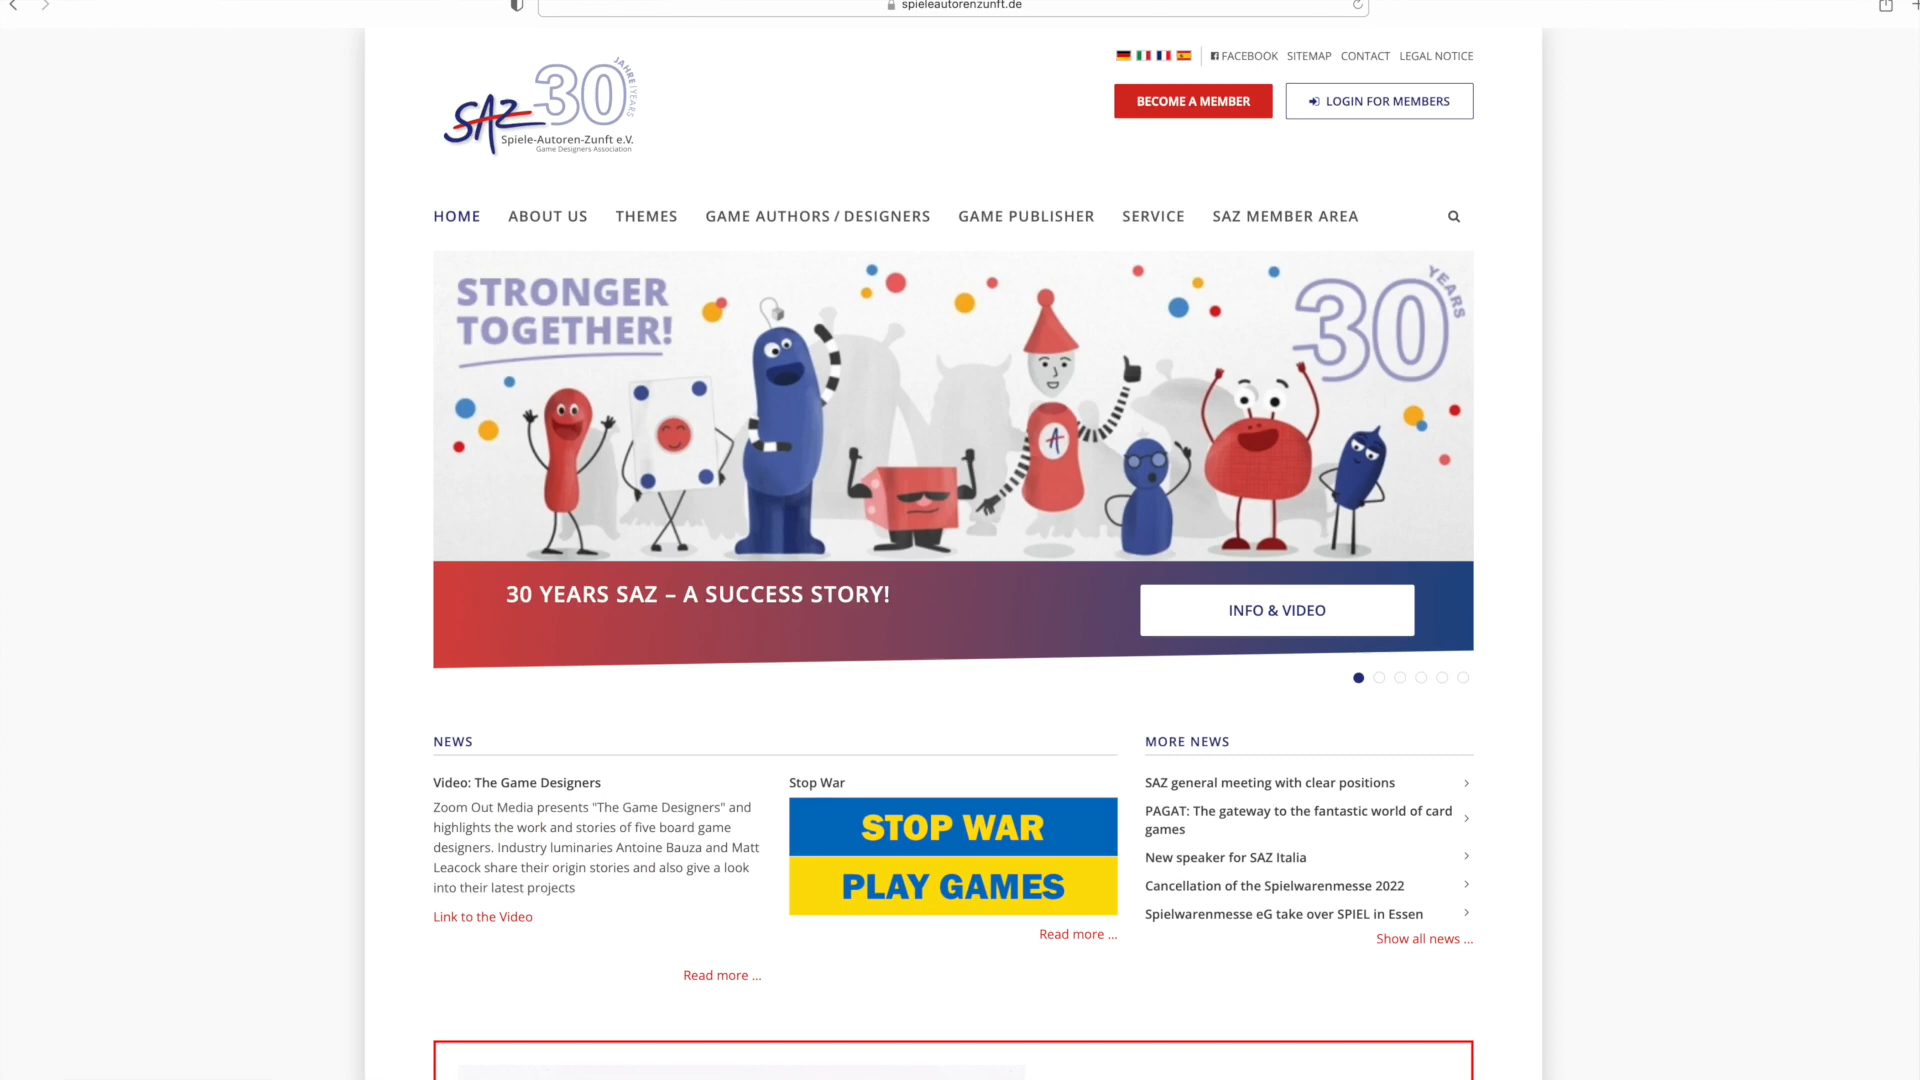 spieleautorenzunft.de
FACEBOOK SITEMAP CONTACT LEGAL NOTICE
30
JAHRE|YEARS
SAZ
Spiele-Autoren-Zunft e.V.
Game Designers Association
BECOME A MEMBER
LOGIN FOR MEMBERS
HOME ABOUT US THEMES GAME AUTHORS / DESIGNERS GAME PUBLISHER SERVICE SAZ MEMBER AREA
STRONGER
TOGETHER!
30
YEARS
A
30 YEARS SAZ – A SUCCESS STORY!
INFO & VIDEO
NEWS
Video: The Game Designers
Zoom Out Media presents "The Game Designers" and
highlights the work and stories of five board game
designers. Industry luminaries Antoine Bauza and Matt
Leacock share their origin stories and also give a look
into their latest projects
Link to the Video
Read more ...
Stop War
STOP WAR
PLAY GAMES
Read more ...
MORE NEWS
SAZ general meeting with clear positions
PAGAT: The gateway to the fantastic world of card
games
New speaker for SAZ Italia
Cancellation of the Spielwarenmesse 2022
Spielwarenmesse eG take over SPIEL in Essen
Show all news ...